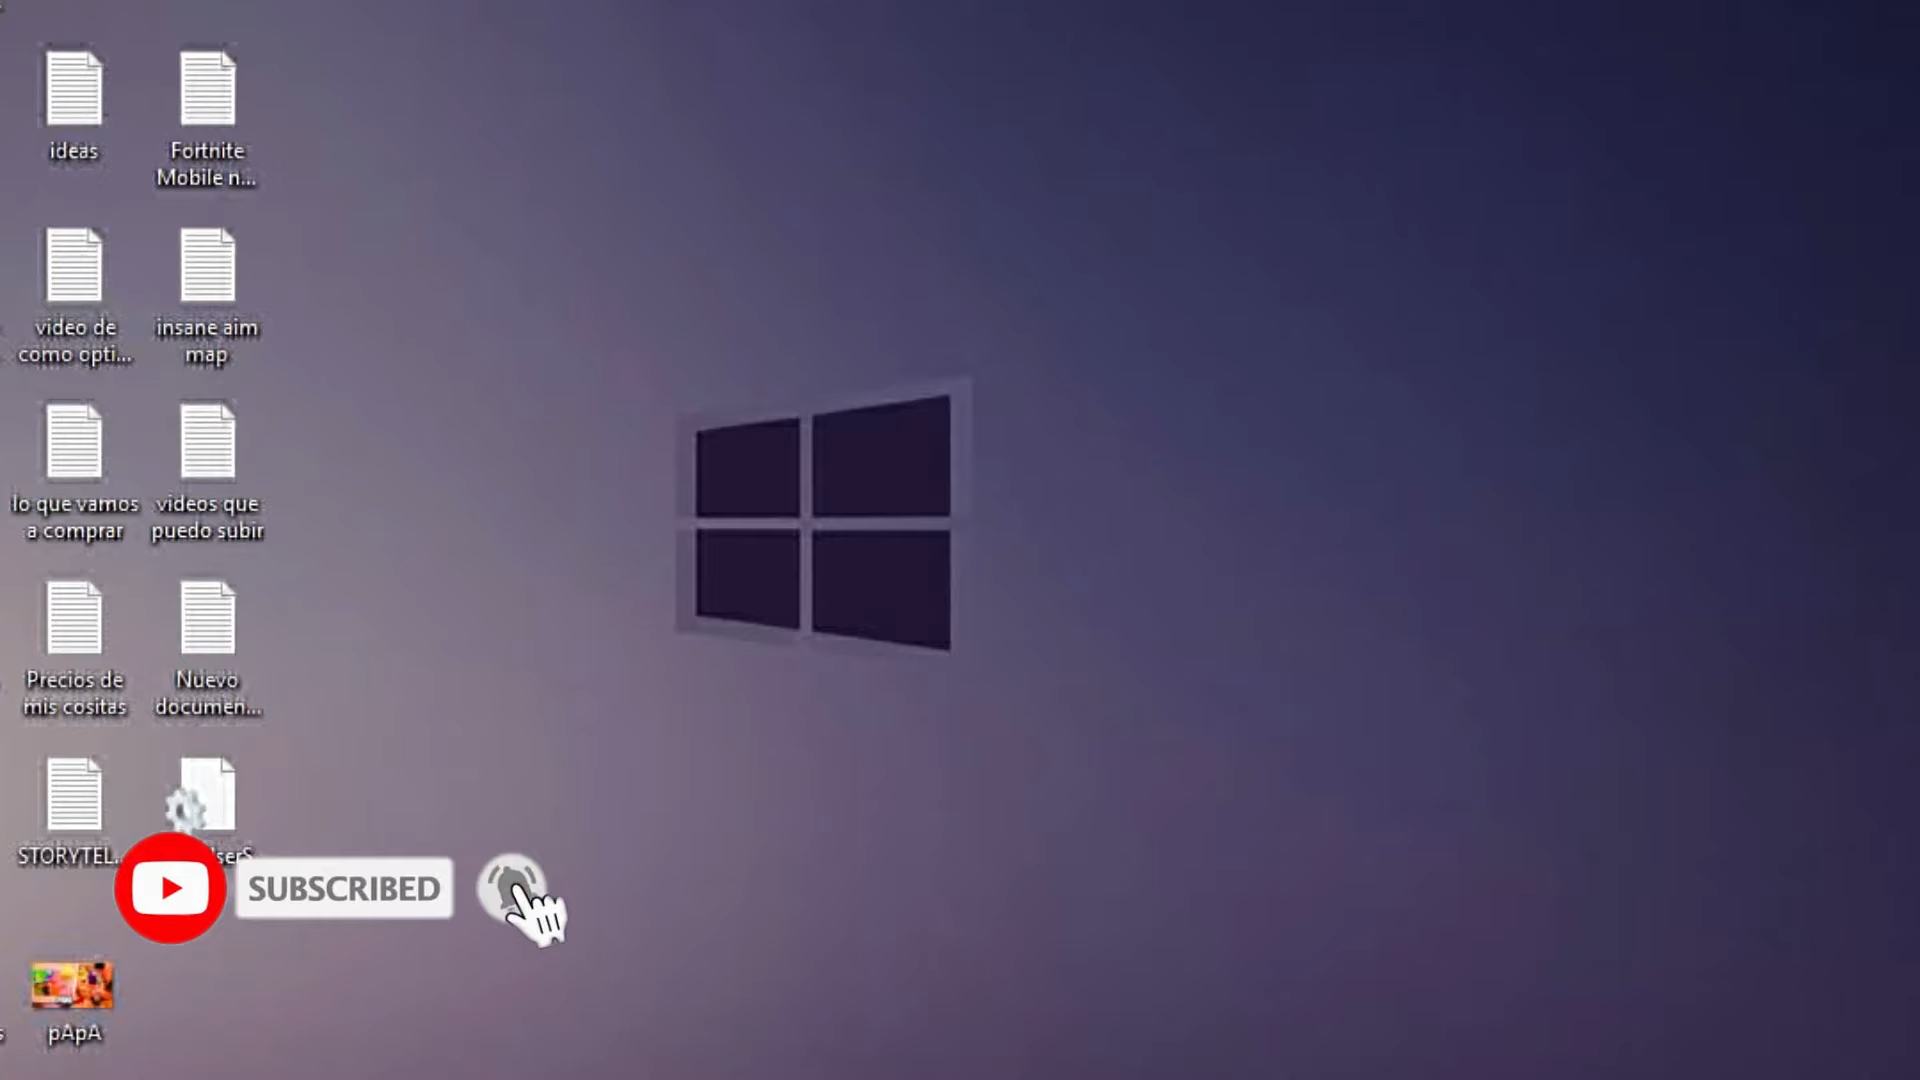 ideas
Fortnite
Mobile n...
video de
como opti...
insane aim
map
lo que vamos
a comprar
videos que
puedo subir
Precios de
mis cositas
Nuevo
documen...
STORYTEL...
SUBSCRIBED
pApA